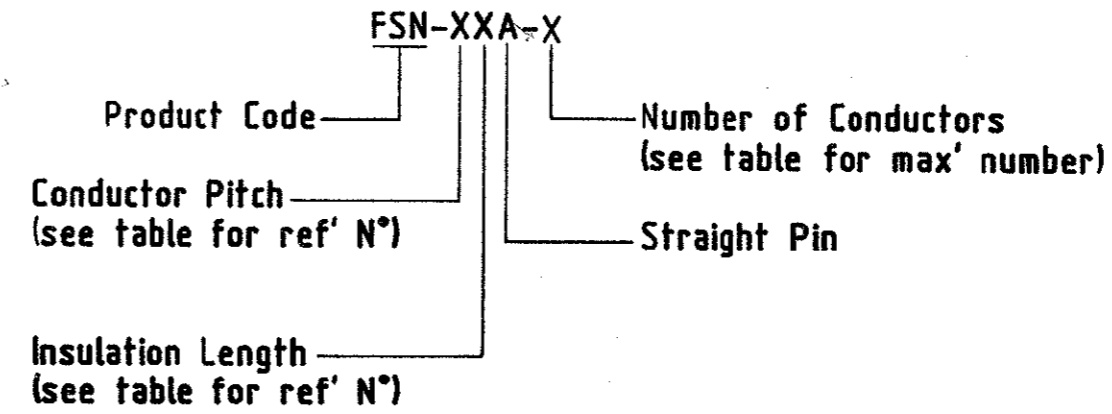 FSN-XXA-X
Product Code
Number of Conductors
(see table for max' number)
Conductor Pitch
(see table for ref' N°)
Straight Pin
Insulation Length
(see table for ref' N°)